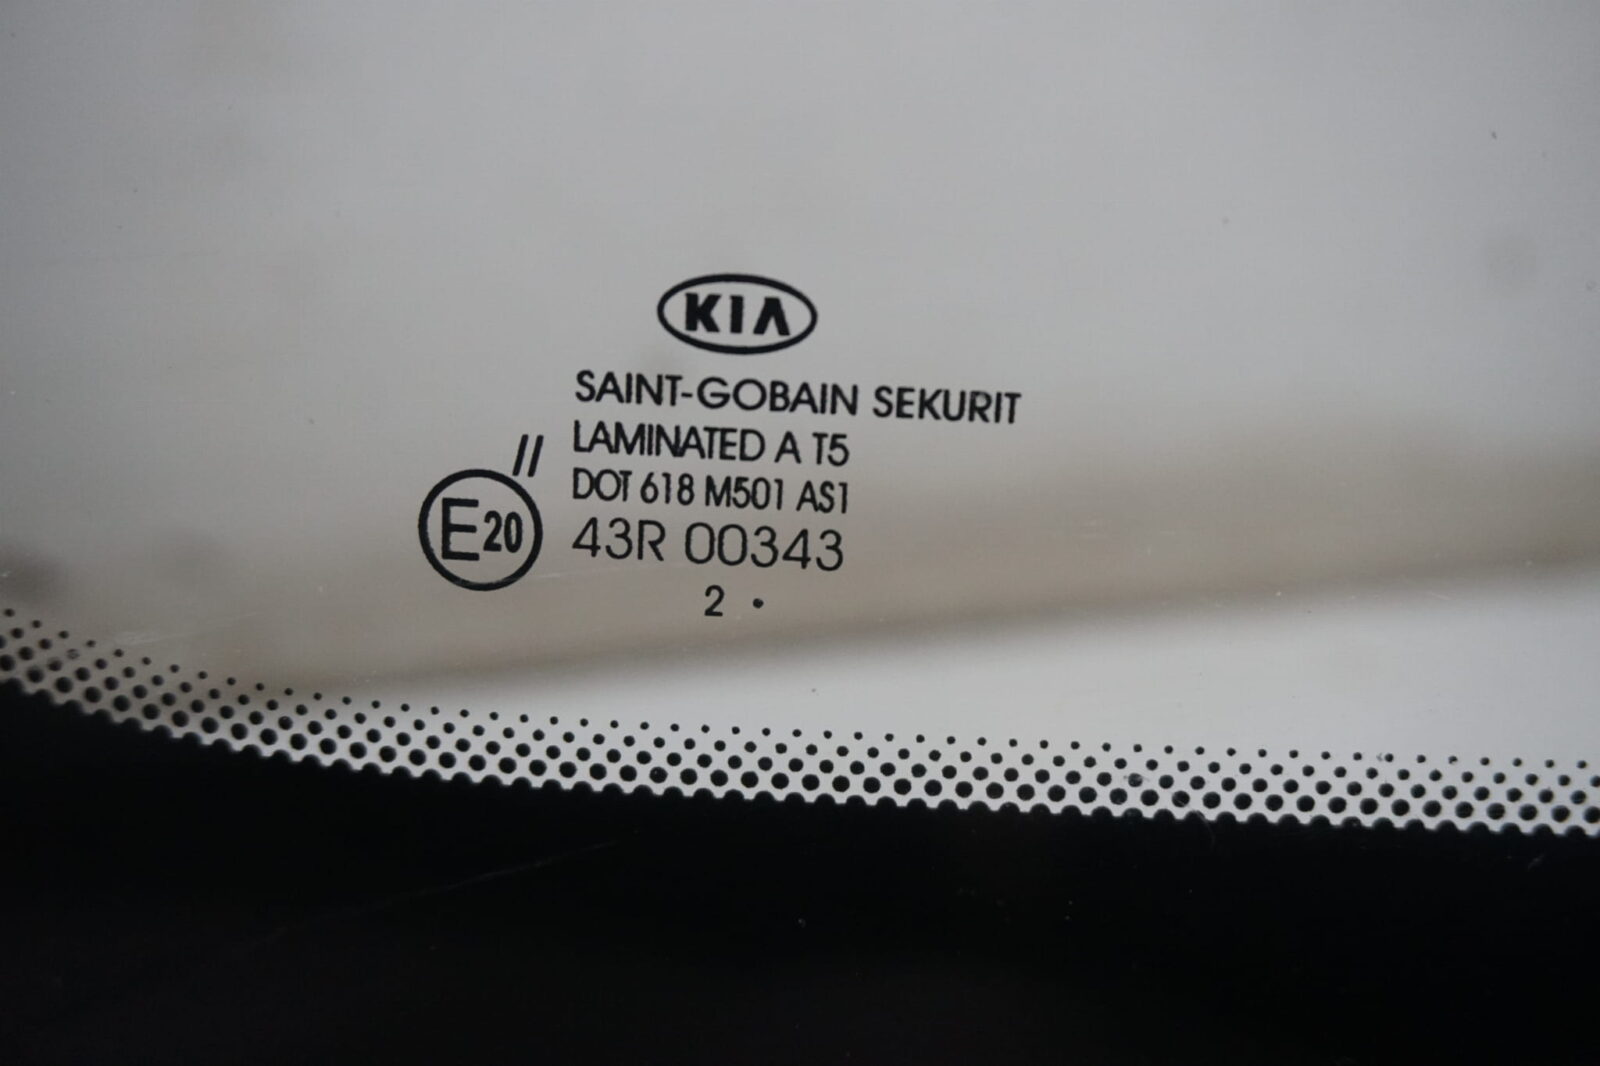 KIA
SAINT-GOBAIN SEKURIT
// LAMINATED A T5
DOT 618 M501 AS1
E20 43R 00343
2 •